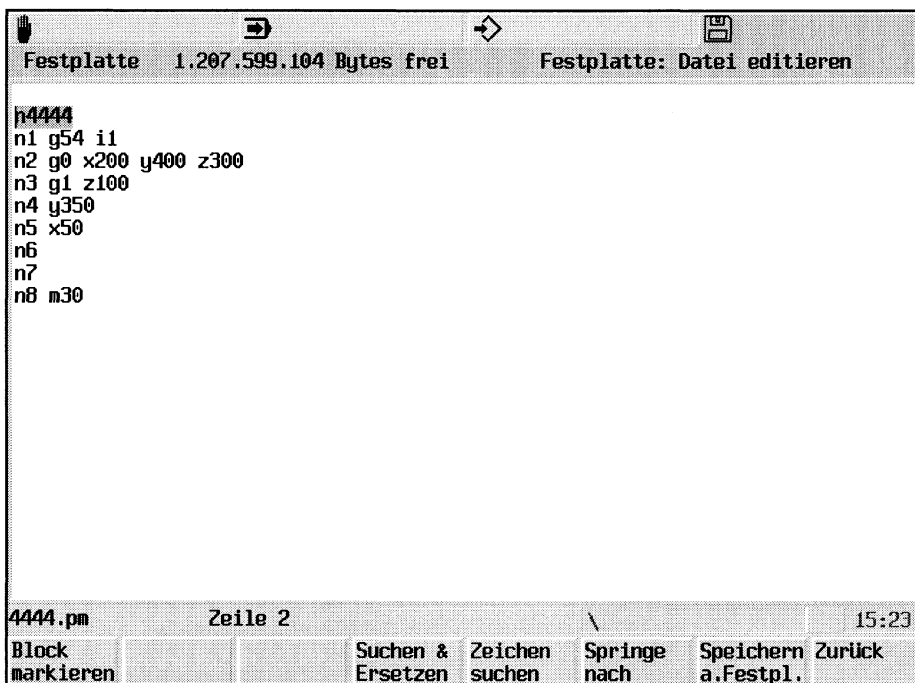 Festplatte 1.207.599.104 Bytes frei Festplatte: Datei editieren
n4444
n1 g54 i1
n2 g0 x200 y400 z300
n3 g1 z100
n4 y350
n5 x50
n6
n7
n8 m30
4444.pm Zeile 2 \ 15:23
Block markieren
Suchen & Ersetzen
Zeichen suchen
Springe nach
Speichern a.Festpl.
Zurück